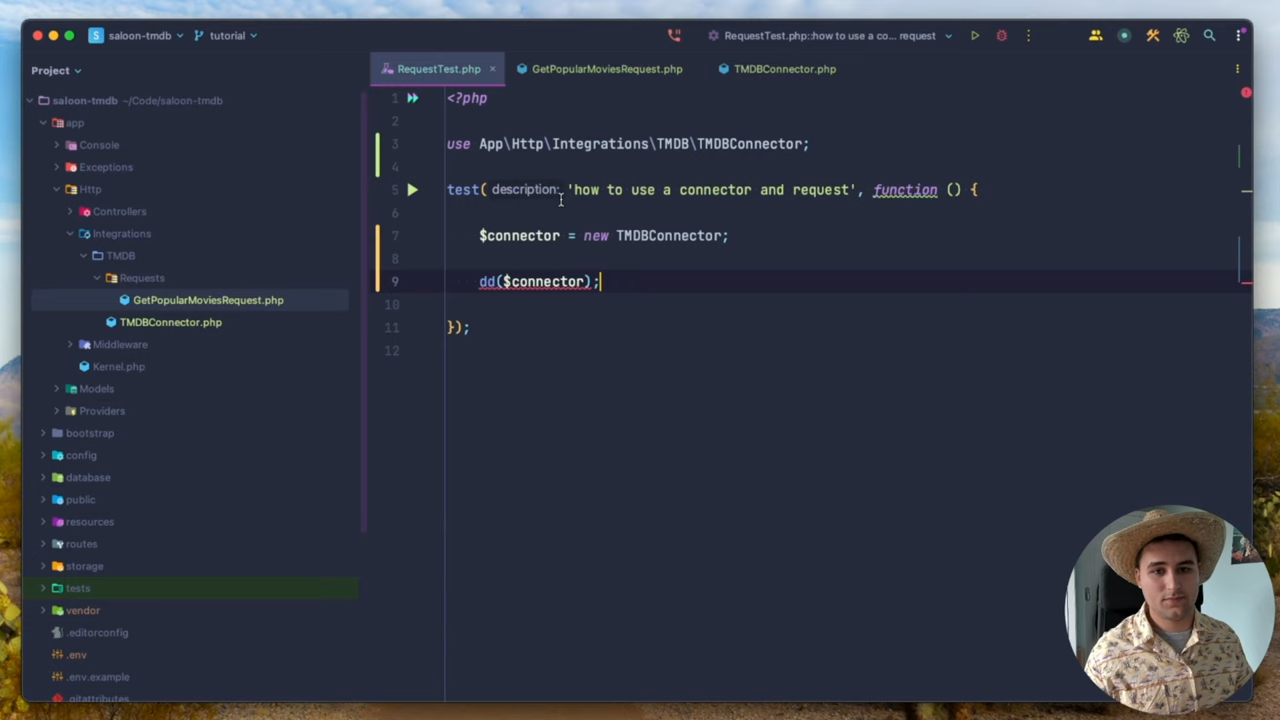 saloon-tmdb
tutorial
RequestTest.php::how to use a co... request
Project
RequestTest.php
GetPopularMoviesRequest.php
TMDBConnector.php
saloon-tmdb ~/Code/saloon-tmdb
app
Console
Exceptions
Http
Controllers
Integrations
TMDB
Requests
GetPopularMoviesRequest.php
TMDBConnector.php
Middleware
Kernel.php
Models
Providers
bootstrap
config
database
public
resources
routes
storage
tests
vendor
.editorconfig
.env
.env.example
.gitattributes
1 <?php
2
3 use App\Http\Integrations\TMDB\TMDBConnector;
4
5 test( description: 'how to use a connector and request', function () {
6
7 $connector = new TMDBConnector;
8
9 dd($connector);
10
11 });
12